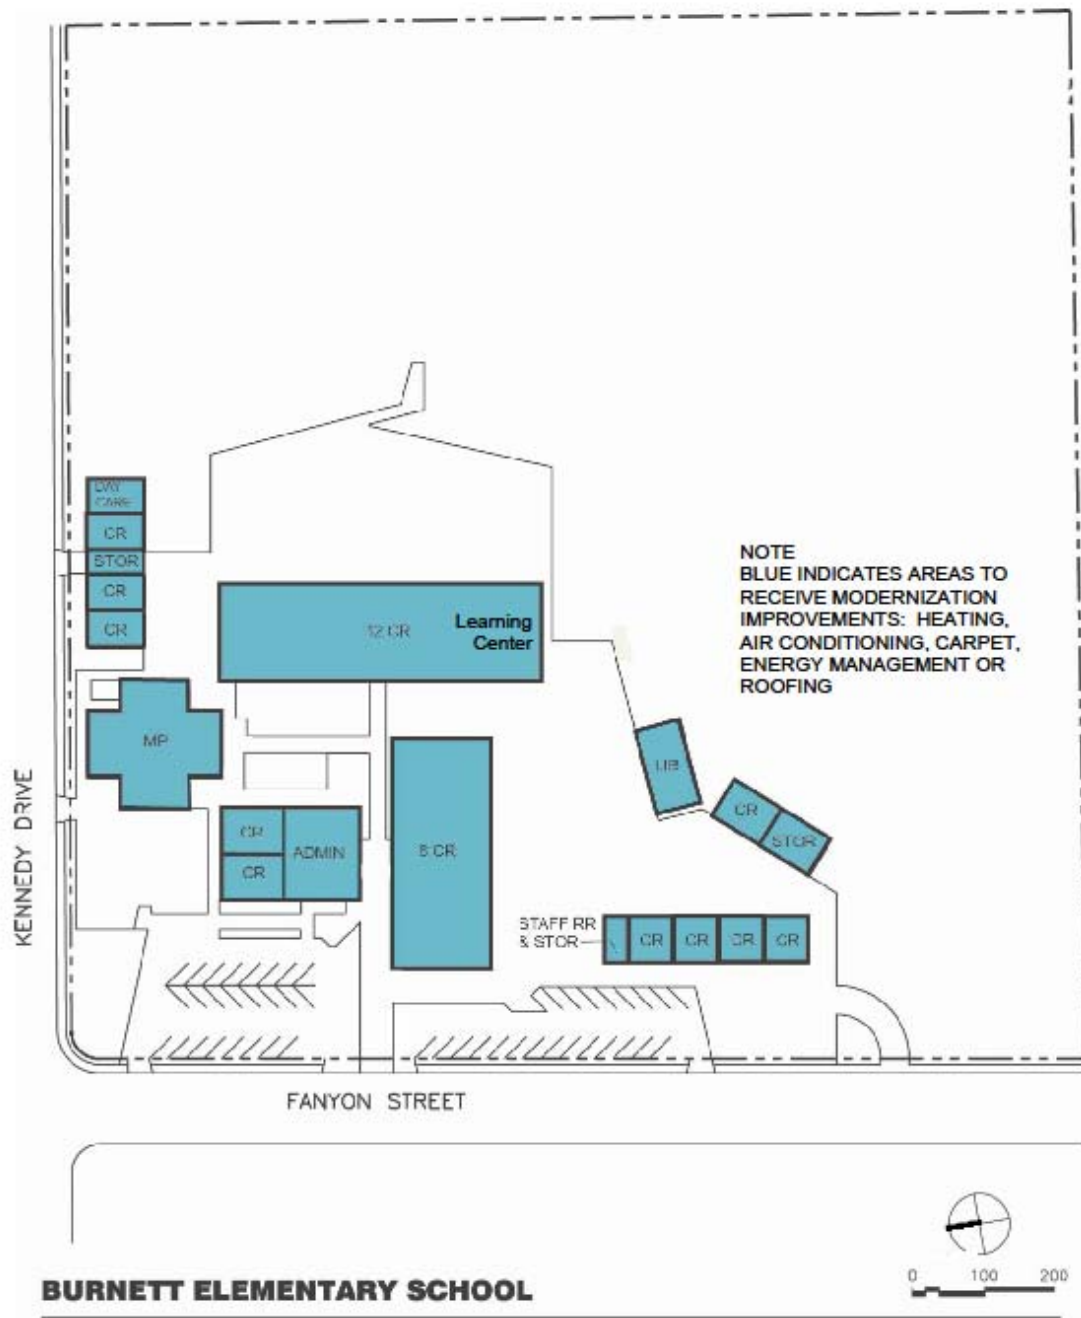 DAY
CARE
CR
STOR
CR
CR
12 CR
Learning
Center
NOTE
BLUE INDICATES AREAS TO
RECEIVE MODERNIZATION
IMPROVEMENTS: HEATING,
AIR CONDITIONING, CARPET,
ENERGY MANAGEMENT OR
ROOFING
MP
LIB
KENNEDY DRIVE
CR
CR
ADMIN
CR
CR
STOR
STAFF RR
& STOR
CR
CR
CR
CR
FANYON STREET
BURNETT ELEMENTARY SCHOOL
0 100 200